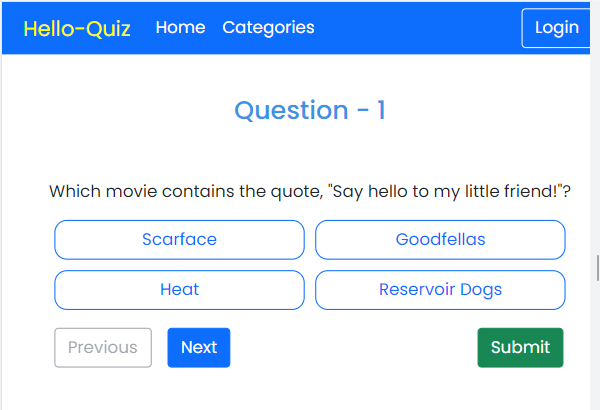 Hello-Quiz Home Categories Login
Question - 1
Which movie contains the quote, "Say hello to my little friend!"?
Scarface Goodfellas
Heat Reservoir Dogs
Previous Next Submit